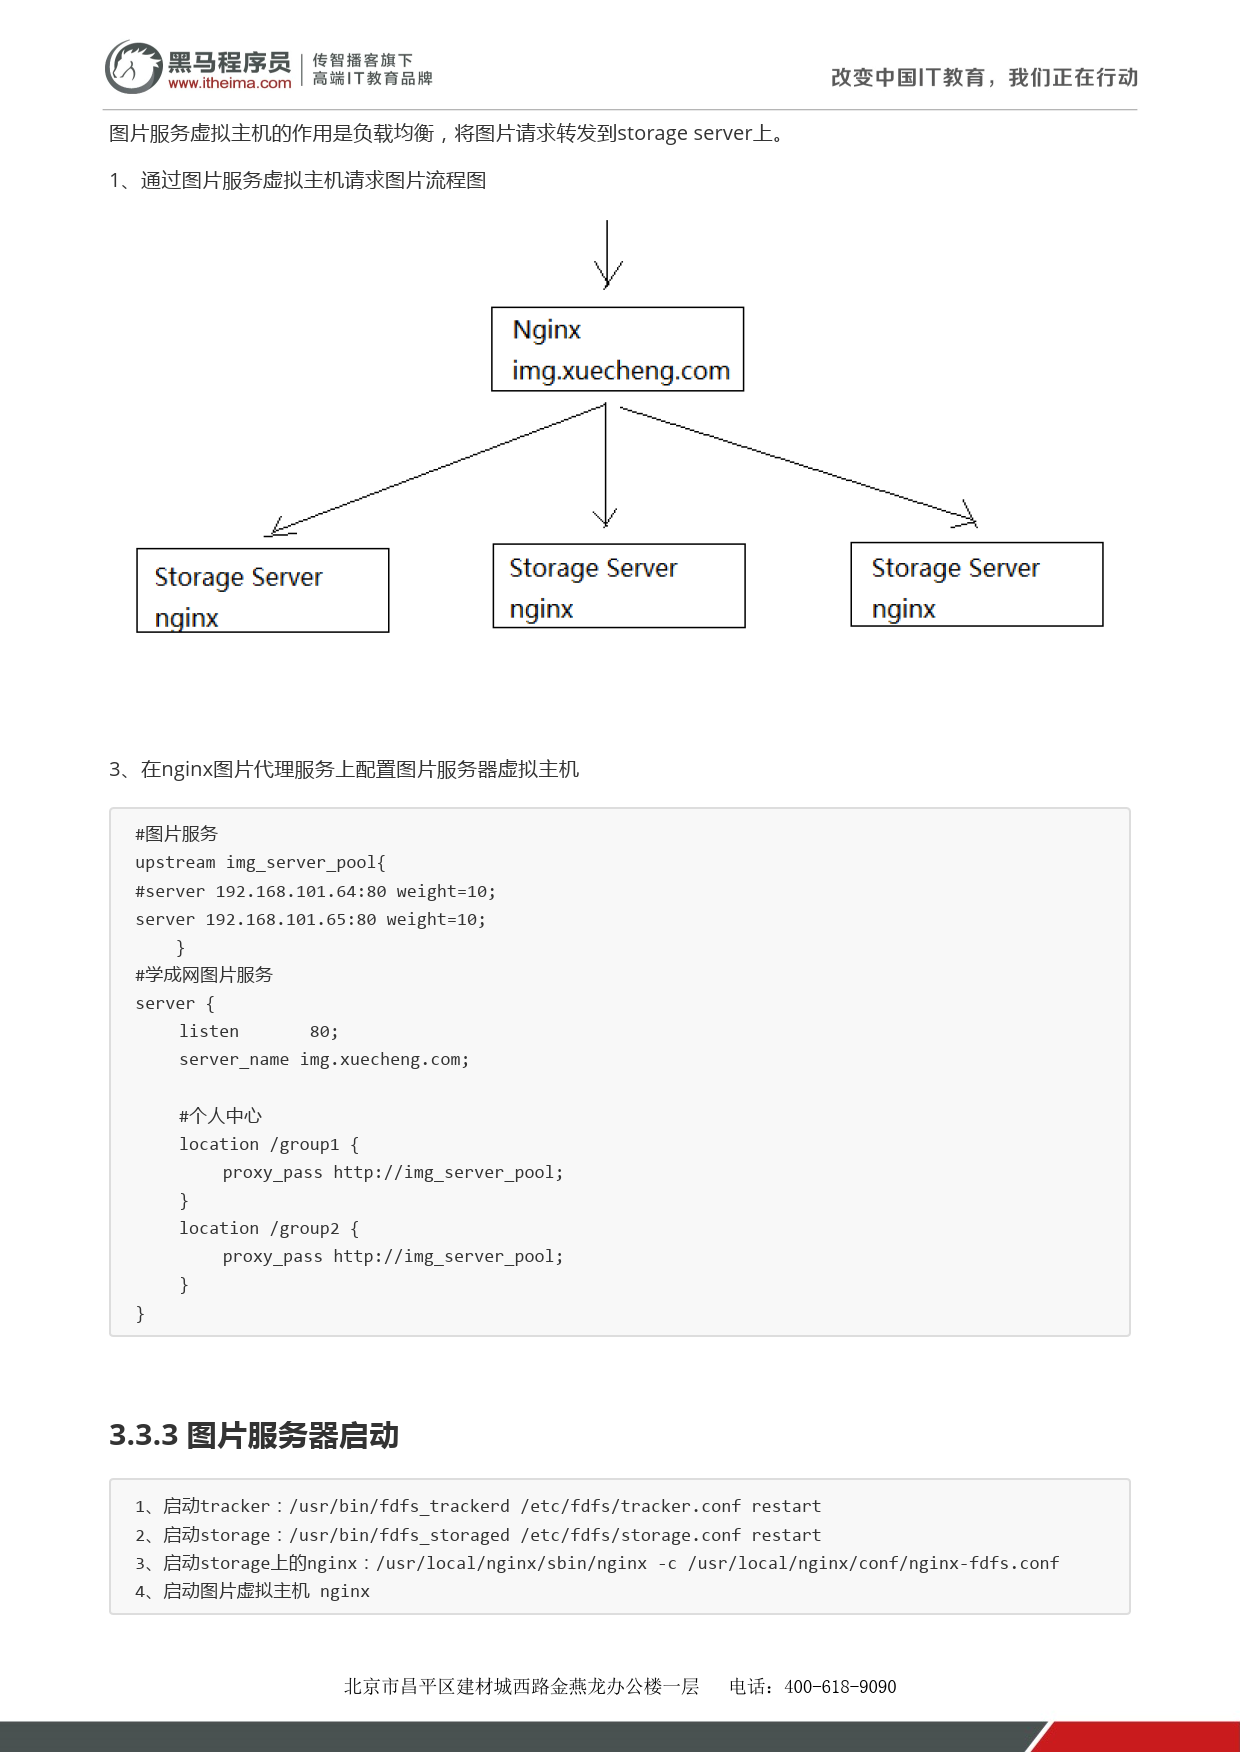 黑马程序员
www.itheima.com
传智播客旗下
高端IT教育品牌
改变中国IT教育，我们正在行动
图片服务虚拟主机的作用是负载均衡，将图片请求转发到storage server上。
1、通过图片服务虚拟主机请求图片流程图
Nginx
img.xuecheng.com
Storage Server
nginx
Storage Server
nginx
Storage Server
nginx
3、在nginx图片代理服务上配置图片服务器虚拟主机
#图片服务
upstream img_server_pool{
#server 192.168.101.64:80 weight=10;
server 192.168.101.65:80 weight=10;
    }
#学成网图片服务
server {
    listen       80;
    server_name img.xuecheng.com;
    #个人中心
    location /group1 {
        proxy_pass http://img_server_pool;
    }
    location /group2 {
        proxy_pass http://img_server_pool;
    }
}
3.3.3 图片服务器启动
1、启动tracker：/usr/bin/fdfs_trackerd /etc/fdfs/tracker.conf restart
2、启动storage：/usr/bin/fdfs_storaged /etc/fdfs/storage.conf restart
3、启动storage上的nginx：/usr/local/nginx/sbin/nginx -c /usr/local/nginx/conf/nginx-fdfs.conf
4、启动图片虚拟主机 nginx
北京市昌平区建材城西路金燕龙办公楼一层   电话：400-618-9090